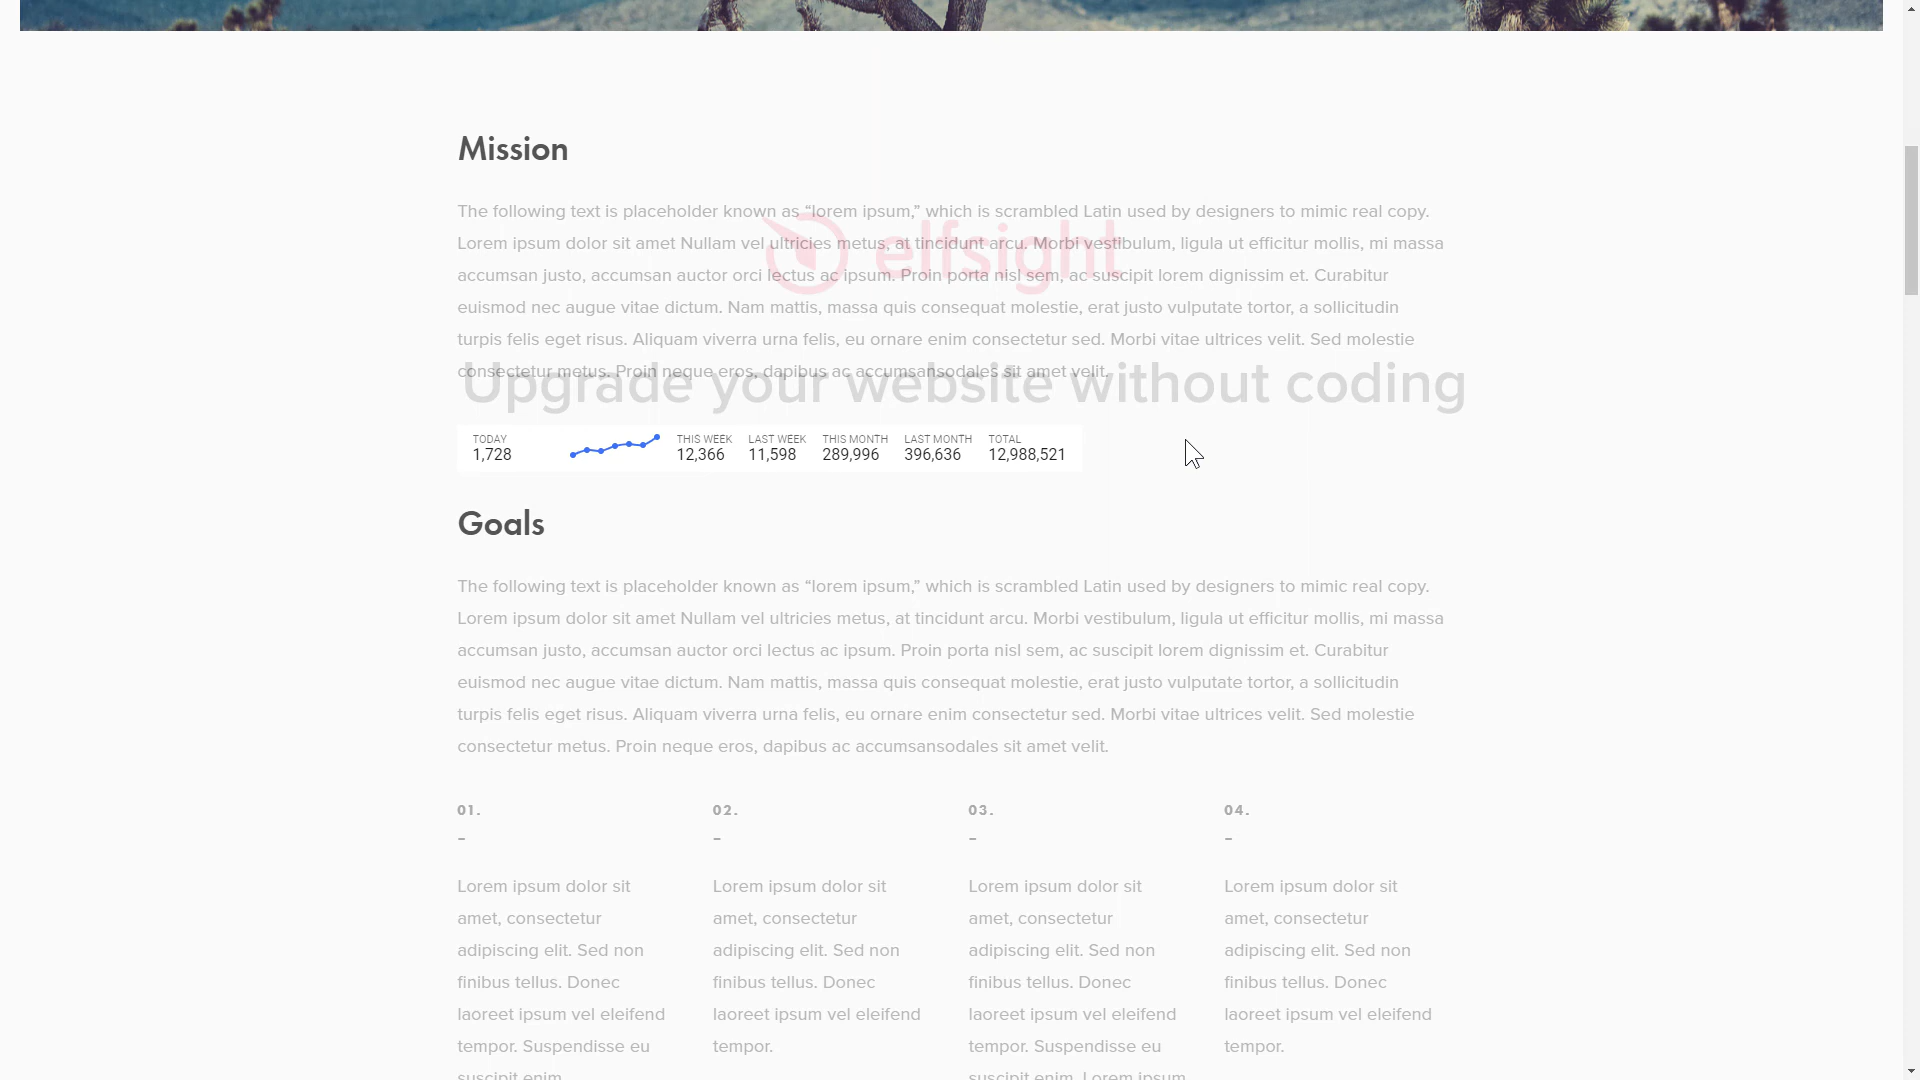 Mission
The following text is placeholder known as “lorem ipsum,” which is scrambled Latin used by designers to mimic real copy.
Lorem ipsum dolor sit amet Nullam vel ultricies metus, at tincidunt arcu. Morbi vestibulum, ligula ut efficitur mollis, mi massa
elfsight
accumsan justo, accumsan auctor orci lectus ac ipsum. Proin porta nisl sem, ac suscipit lorem dignissim et. Curabitur
euismod nec augue vitae dictum. Nam mattis, massa quis consequat molestie, erat justo vulputate tortor, a sollicitudin
turpis felis eget risus. Aliquam viverra urna felis, eu ornare enim consectetur sed. Morbi vitae ultrices velit. Sed molestie
consectetur metus. Proin neque eros, dapibus ac accumsansodales sit amet velit.
Upgrade your website without coding
TODAY THIS WEEK LAST WEEK THIS MONTH LAST MONTH TOTAL
1,728 12,366 11,598 289,996 396,636 12,988,521
Goals
The following text is placeholder known as “lorem ipsum,” which is scrambled Latin used by designers to mimic real copy.
Lorem ipsum dolor sit amet Nullam vel ultricies metus, at tincidunt arcu. Morbi vestibulum, ligula ut efficitur mollis, mi massa
accumsan justo, accumsan auctor orci lectus ac ipsum. Proin porta nisl sem, ac suscipit lorem dignissim et. Curabitur
euismod nec augue vitae dictum. Nam mattis, massa quis consequat molestie, erat justo vulputate tortor, a sollicitudin
turpis felis eget risus. Aliquam viverra urna felis, eu ornare enim consectetur sed. Morbi vitae ultrices velit. Sed molestie
consectetur metus. Proin neque eros, dapibus ac accumsansodales sit amet velit.
01.
–
Lorem ipsum dolor sit
amet, consectetur
adipiscing elit. Sed non
finibus tellus. Donec
laoreet ipsum vel eleifend
tempor. Suspendisse eu
suscipit enim.
02.
–
Lorem ipsum dolor sit
amet, consectetur
adipiscing elit. Sed non
finibus tellus. Donec
laoreet ipsum vel eleifend
tempor.
03.
–
Lorem ipsum dolor sit
amet, consectetur
adipiscing elit. Sed non
finibus tellus. Donec
laoreet ipsum vel eleifend
tempor. Suspendisse eu
suscipit enim. Lorem ipsum
04.
–
Lorem ipsum dolor sit
amet, consectetur
adipiscing elit. Sed non
finibus tellus. Donec
laoreet ipsum vel eleifend
tempor.